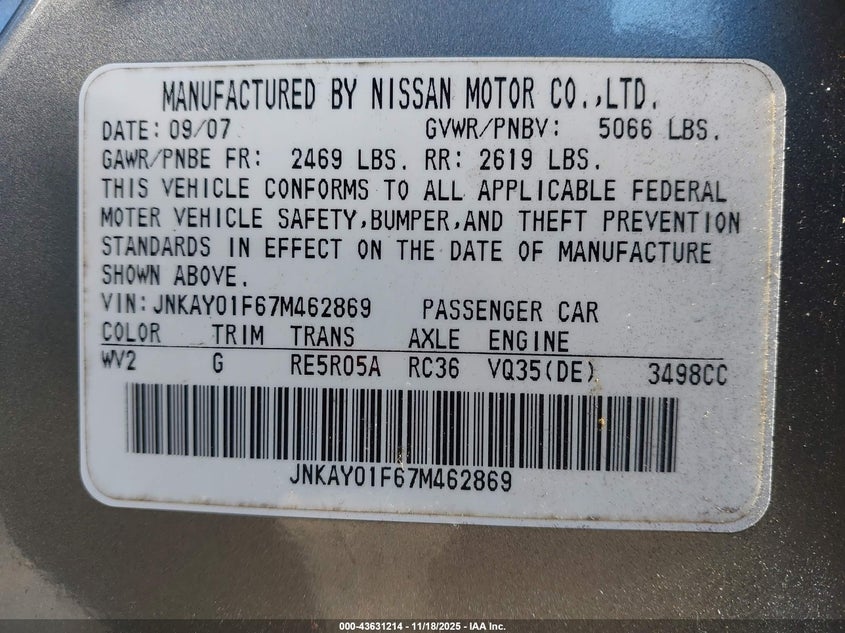 MANUFACTURED BY NISSAN MOTOR CO.,LTD.
DATE: 09/07 GVWR/PNBV: 5066 LBS.
GAWR/PNBE FR: 2469 LBS. RR: 2619 LBS.
THIS VEHICLE CONFORMS TO ALL APPLICABLE FEDERAL
MOTER VEHICLE SAFETY,BUMPER,AND THEFT PREVENTION
STANDARDS IN EFFECT ON THE DATE OF MANUFACTURE
SHOWN ABOVE.
VIN:JNKAY01F67M462869 PASSENGER CAR
COLOR TRIM TRANS AXLE ENGINE
WV2 G RE5R05A RC36 VQ35(DE) 3498CC
JNKAY01F67M462869
000-43631214 - 11/18/2025 - IAA Inc.